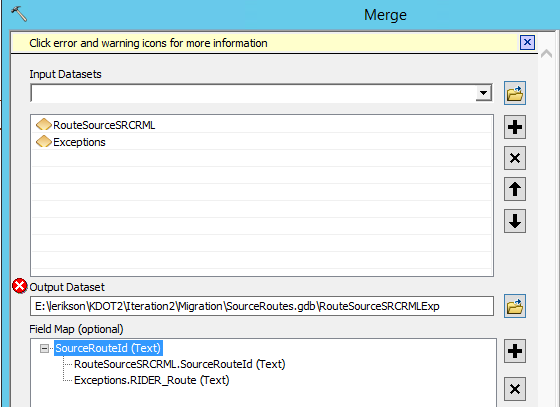 Merge
Click error and warning icons for more information
Input Datasets
RouteSourceSRCRML
Exceptions
Output Dataset
E:\lerikson\KDOT2\Iteration2\Migration\SourceRoutes.gdb\RouteSourceSRCRMLExp
Field Map (optional)
SourceRouteId (Text)
RouteSourceSRCRML.SourceRouteId (Text)
Exceptions.RIDER_Route (Text)